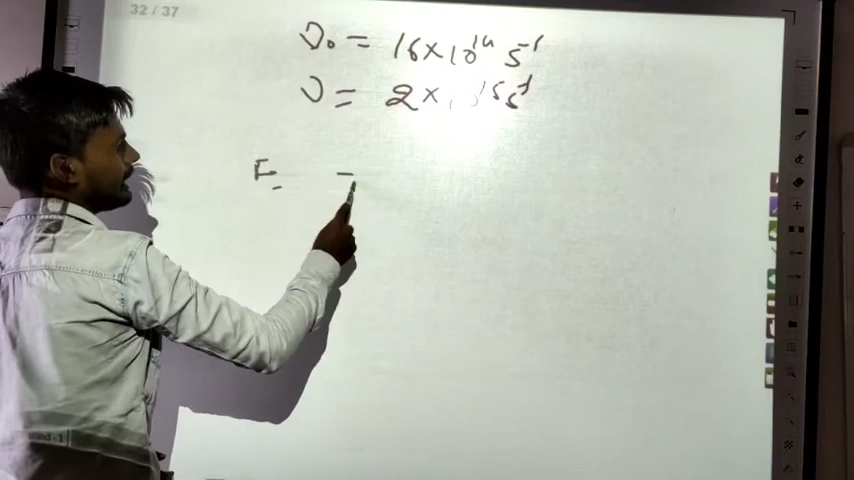 32 / 37
ν₀ = 16×10¹⁴ s⁻¹
ν = 2×10¹⁵ s⁻¹
E = -